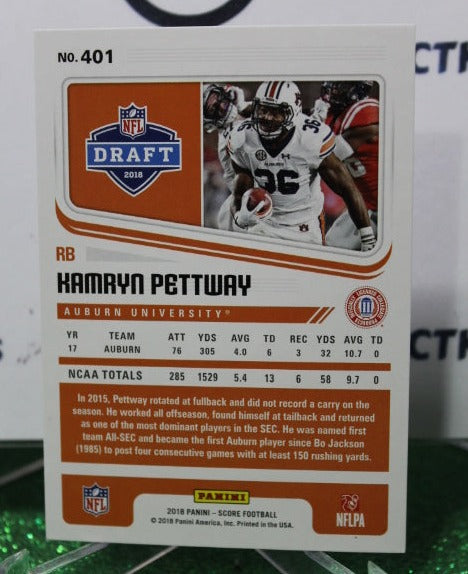 No. 401
NFL
DRAFT
2018
36
RB
KAMRYN PETTWAY
AUBURN UNIVERSITY®
YR TEAM ATT YDS AVG TD REC YDS AVG TD
17 AUBURN 76 305 4.0 6 3 32 10.7 0
NCAA TOTALS 285 1529 5.4 13 6 58 9.7 0
In 2015, Pettway rotated at fullback and did not record a carry on the
season. He worked all offseason, found himself at tailback and returned
as one of the most dominant players in the SEC. He was named first
team All-SEC and became the first Auburn player since Bo Jackson
(1985) to post four consecutive games with at least 150 rushing yards.
NFL
PANINI
2018 PANINI – SCORE FOOTBALL
© 2018 Panini America, Inc. Printed in the USA.
NFLPA